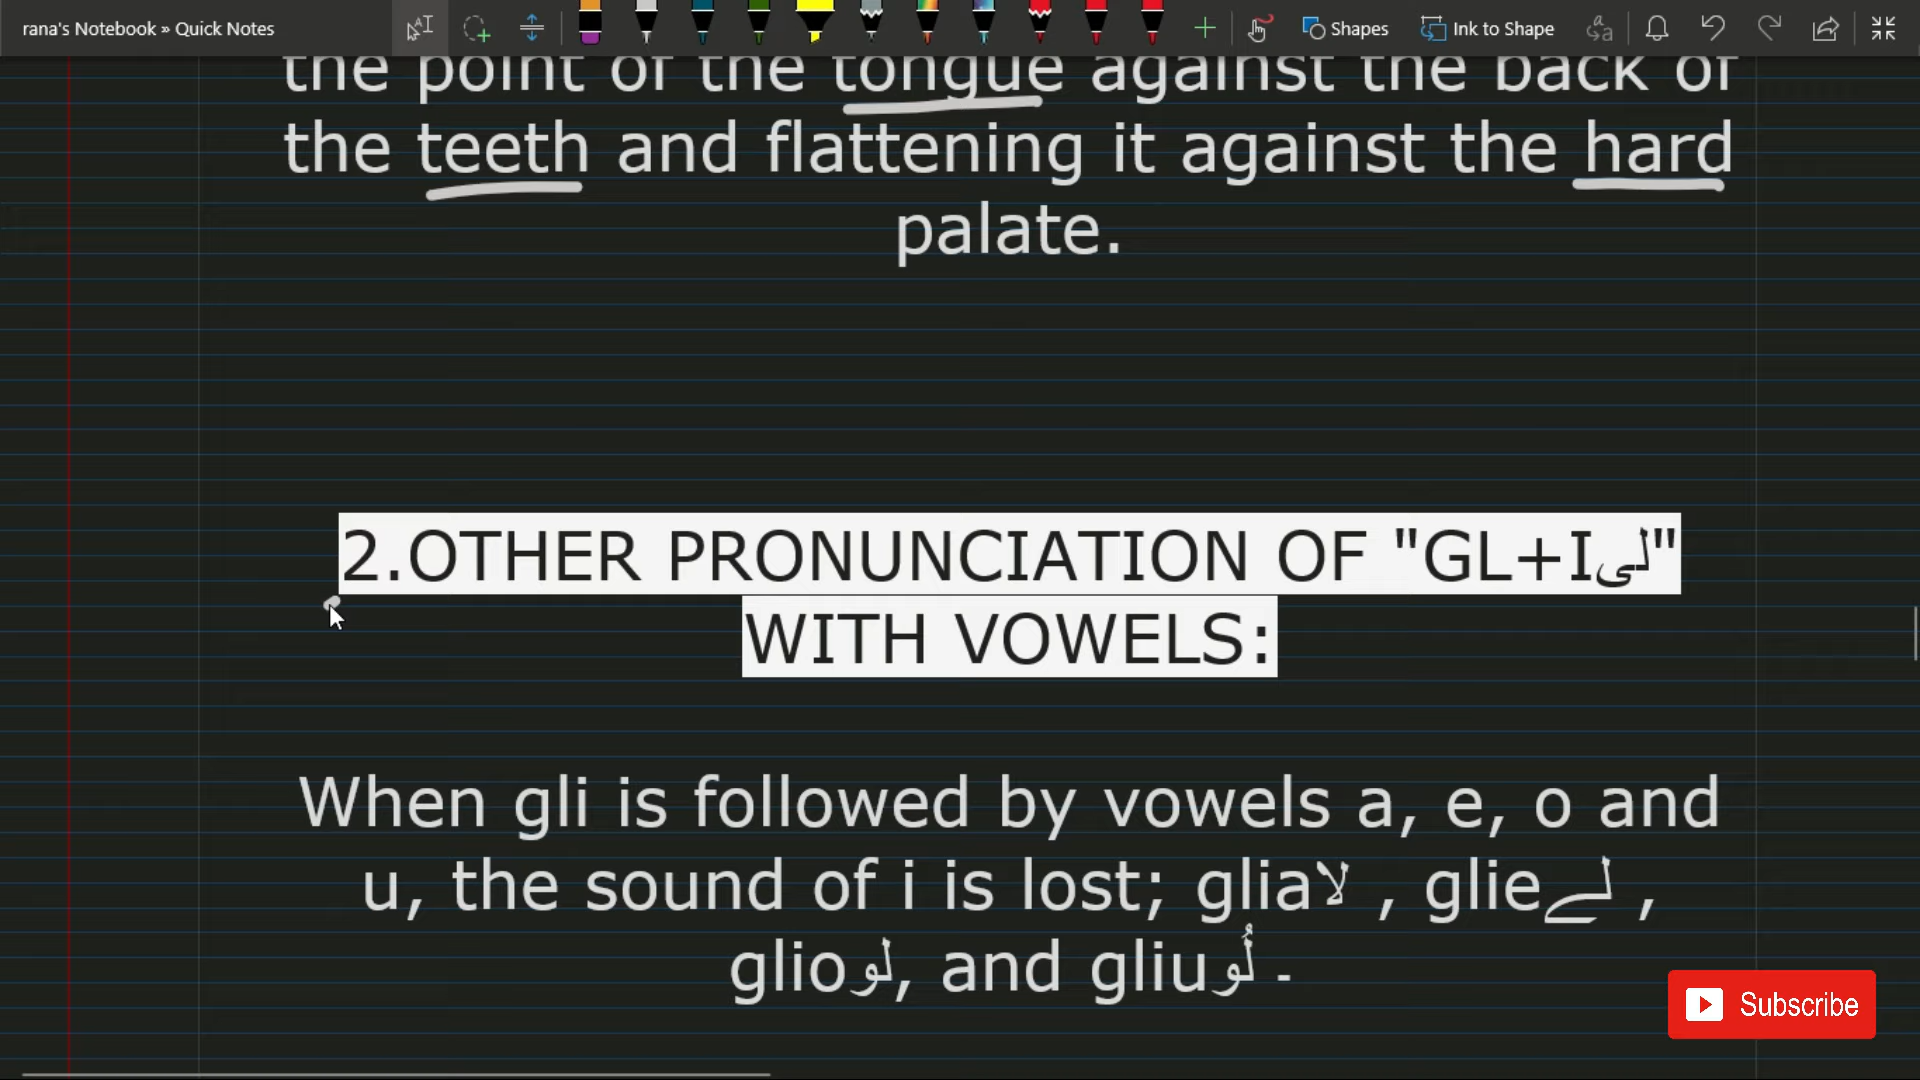 rana's Notebook » Quick Notes
Shapes
Ink to Shape
the point of the tongue against the back of
the teeth and flattening it against the hard
palate.
2.OTHER PRONUNCIATION OF "GL+Iلی"
WITH VOWELS:
When gli is followed by vowels a, e, o and
u, the sound of i is lost; gliaلا , glieلے ,
glioلو, and gliuلُو -
Subscribe